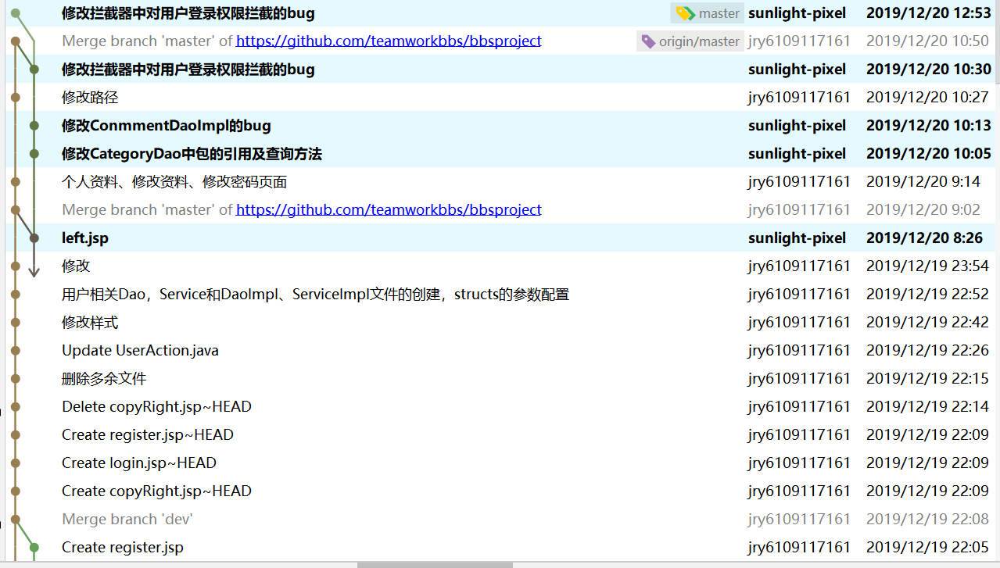 修改拦截器中对用户登录权限拦截的bug master sunlight-pixel 2019/12/20 12:53
Merge branch 'master' of https://github.com/teamworkbbs/bbsproject origin/master jry6109117161 2019/12/20 10:50
修改拦截器中对用户登录权限拦截的bug sunlight-pixel 2019/12/20 10:30
修改路径 jry6109117161 2019/12/20 10:27
修改ConmmentDaoImpl的bug sunlight-pixel 2019/12/20 10:13
修改CategoryDao中包的引用及查询方法 sunlight-pixel 2019/12/20 10:05
个人资料、修改资料、修改密码页面 jry6109117161 2019/12/20 9:14
Merge branch 'master' of https://github.com/teamworkbbs/bbsproject jry6109117161 2019/12/20 9:02
left.jsp sunlight-pixel 2019/12/20 8:26
修改 jry6109117161 2019/12/19 23:54
用户相关Dao，Service和DaoImpl、ServiceImpl文件的创建，structs的参数配置 jry6109117161 2019/12/19 22:52
修改样式 jry6109117161 2019/12/19 22:42
Update UserAction.java jry6109117161 2019/12/19 22:26
删除多余文件 jry6109117161 2019/12/19 22:15
Delete copyRight.jsp~HEAD jry6109117161 2019/12/19 22:14
Create register.jsp~HEAD jry6109117161 2019/12/19 22:09
Create login.jsp~HEAD jry6109117161 2019/12/19 22:09
Create copyRight.jsp~HEAD jry6109117161 2019/12/19 22:09
Merge branch 'dev' jry6109117161 2019/12/19 22:08
Create register.jsp jry6109117161 2019/12/19 22:05